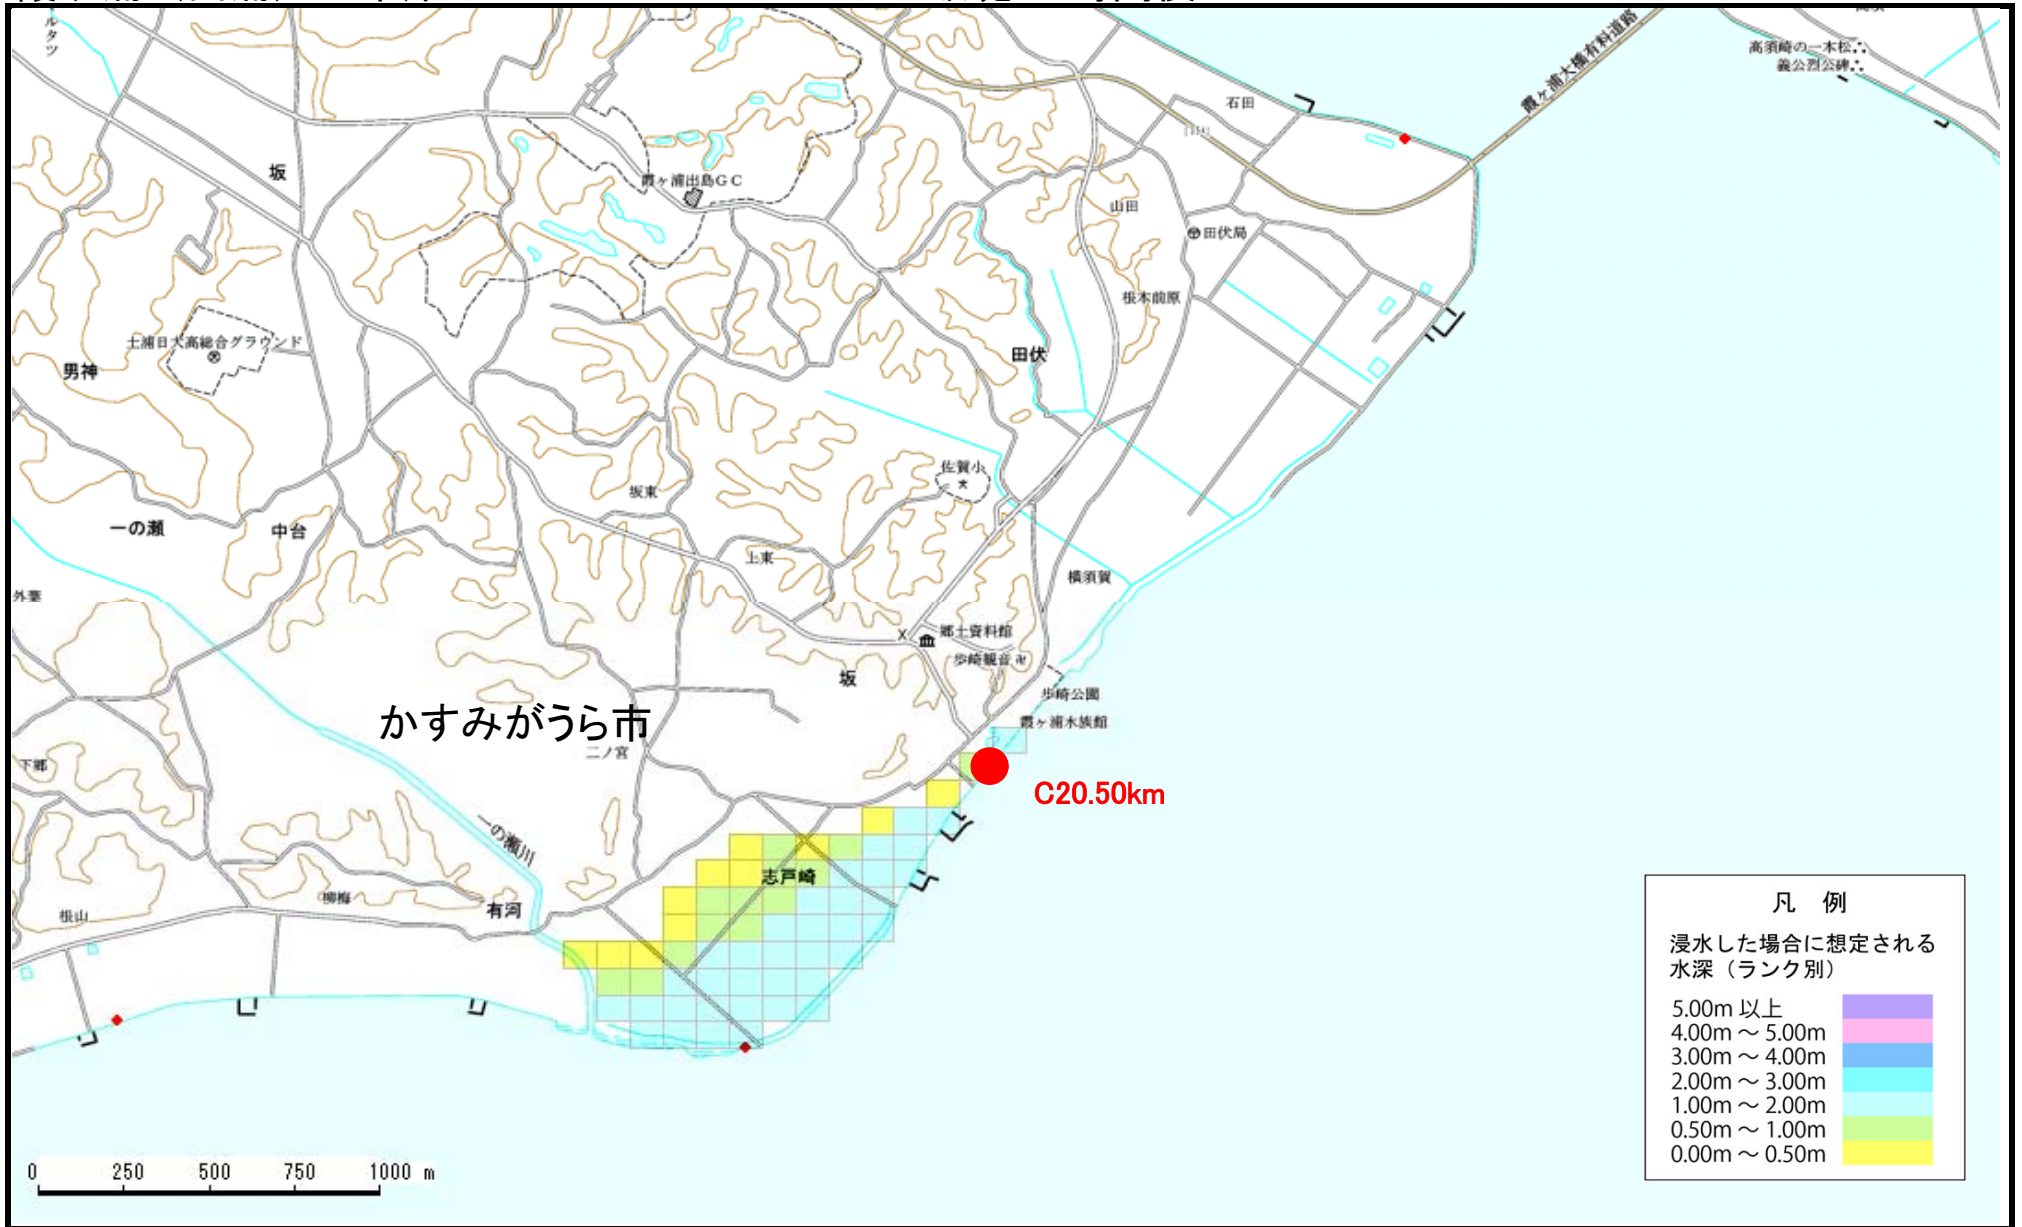 ルタツ
霞ヶ浦大橋有料道路
高須崎の一本松
義公烈公碑
石田
坂
霞ヶ浦出島GC
山田
田伏局
根木前原
土浦日大高総合グラウンド
男神
田伏
佐賀小
坂東
一の瀬
中台
上東
横須賀
外輩
郷土資料館
歩崎観音
坂
歩崎公園
霞ヶ浦水族館
かすみがうら市
二ノ宮
下郷
C20.50km
一の瀬川
志戸崎
柳梅
有河
根山
凡 例
浸水した場合に想定される
水深（ランク別）
5.00m 以上
4.00m ～ 5.00m
3.00m ～ 4.00m
2.00m ～ 3.00m
1.00m ～ 2.00m
0.50m ～ 1.00m
0.00m ～ 0.50m
0 250 500 750 1000 m